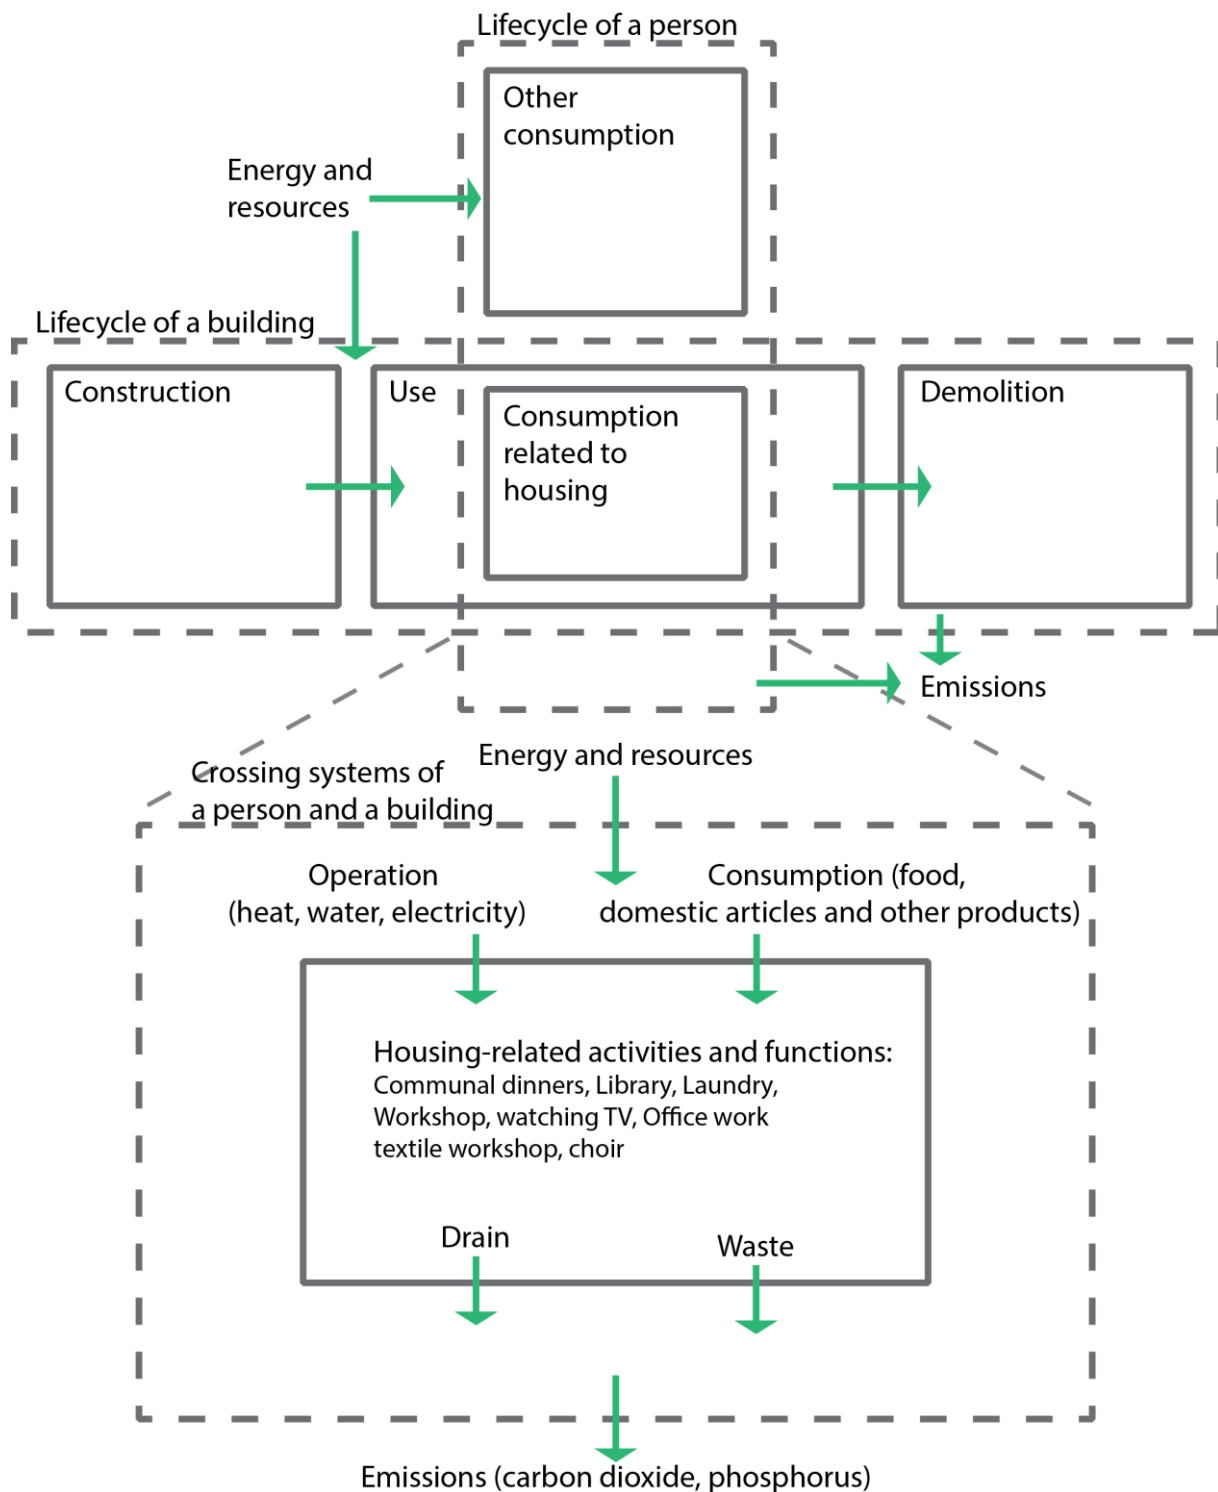 Lifecycle of a person
Other
consumption
Energy and
resources
Lifecycle of a building
Construction
Use
Consumption
related to
housing
Demolition
Emissions
Energy and resources
Crossing systems of
a person and a building
Operation
(heat, water, electricity)
Consumption (food,
domestic articles and other products)
Housing-related activities and functions:
Communal dinners, Library, Laundry,
Workshop, watching TV, Office work
textile workshop, choir
Drain
Waste
Emissions (carbon dioxide, phosphorus)